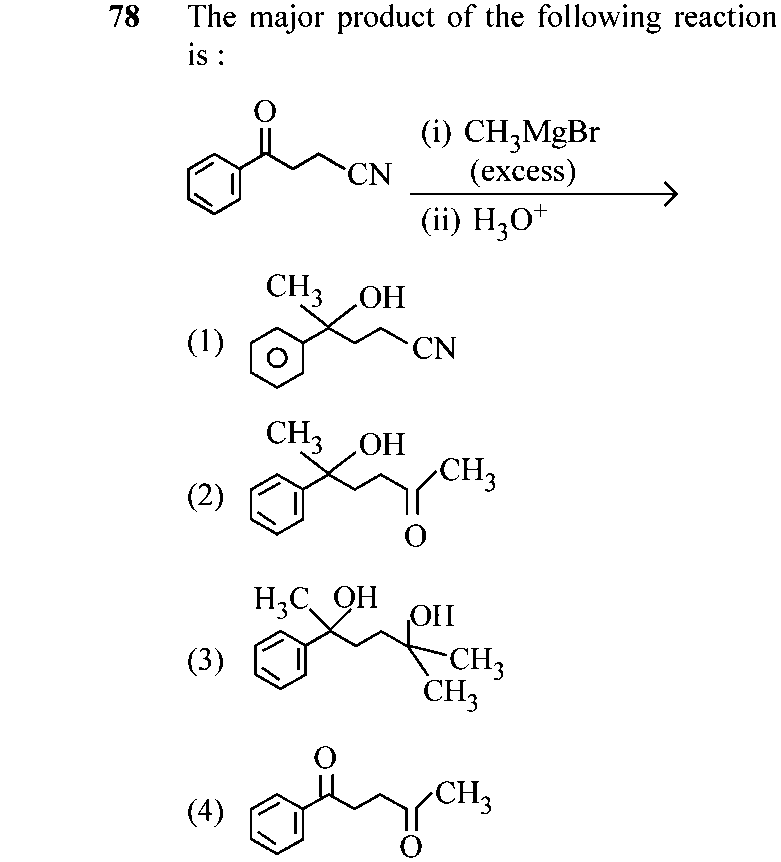 78 The major product of the following reaction
is :
O
CN
(i) CH₃MgBr
(excess)
(ii) H₃O⁺
(1)
CH₃
OH
CN
(2)
CH₃
OH
CH₃
O
(3)
H₃C
OH
OH
CH₃
CH₃
(4)
O
CH₃
O